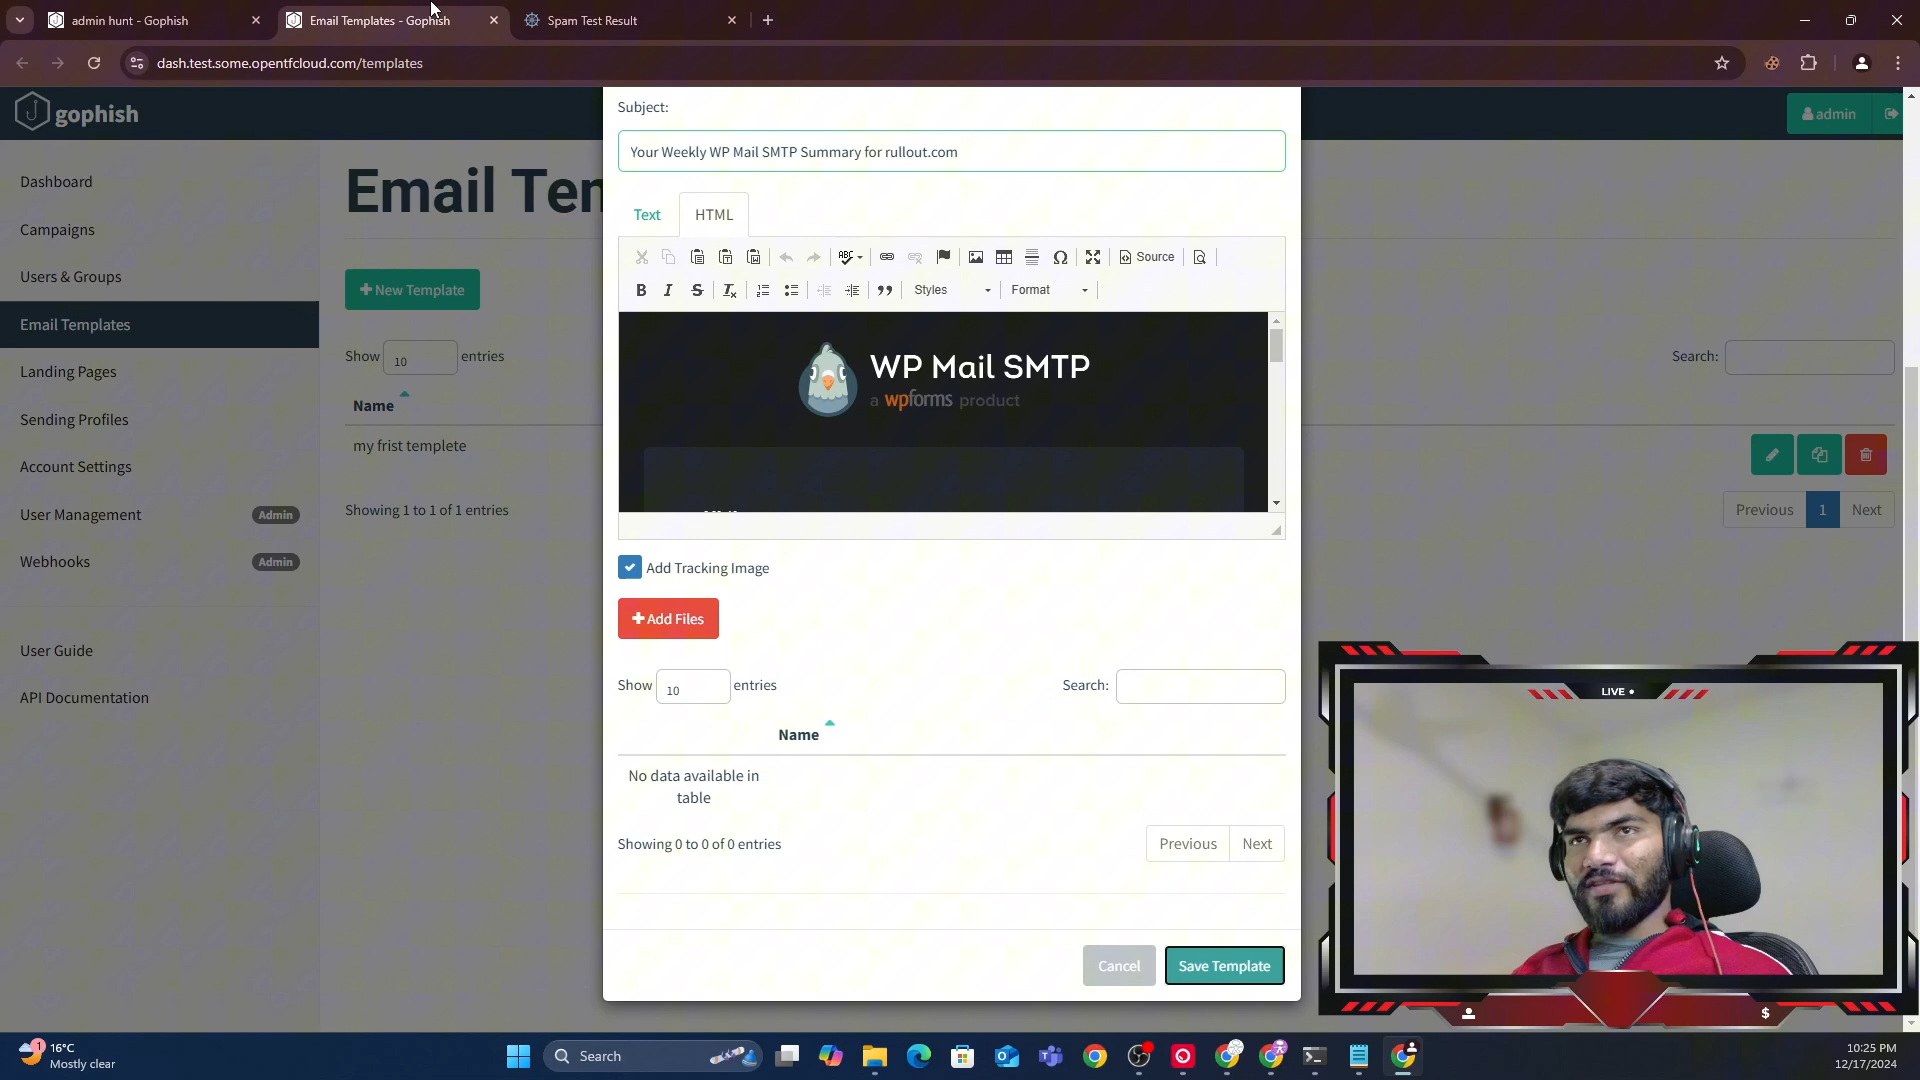 admin hunt - Gophish
Email Templates - Gophish
Spam Test Result
dash.test.some.opentfcloud.com/templates
gophish
admin
Dashboard
Campaigns
Users & Groups
Email Templates
Landing Pages
Sending Profiles
Account Settings
User Management
Admin
Webhooks
Admin
User Guide
API Documentation
Email Ten
New Template
Show 10 entries
Search:
Name
my frist templete
Showing 1 to 1 of 1 entries
Previous 1 Next
Subject:
Your Weekly WP Mail SMTP Summary for rullout.com
Text
HTML
ABC
Source
B I S
Styles
Format
WP Mail SMTP
a wpforms product
Add Tracking Image
Add Files
Show 10 entries
Search:
Name
No data available in
table
Showing 0 to 0 of 0 entries
Previous Next
Cancel
Save Template
LIVE
$
1
16°C
Mostly clear
Search
10:25 PM
12/17/2024